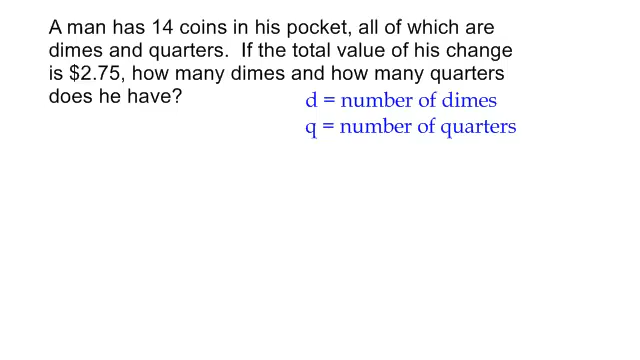 A man has 14 coins in his pocket, all of which are
dimes and quarters.  If the total value of his change
is $2.75, how many dimes and how many quarters
does he have?
d = number of dimes
q = number of quarters